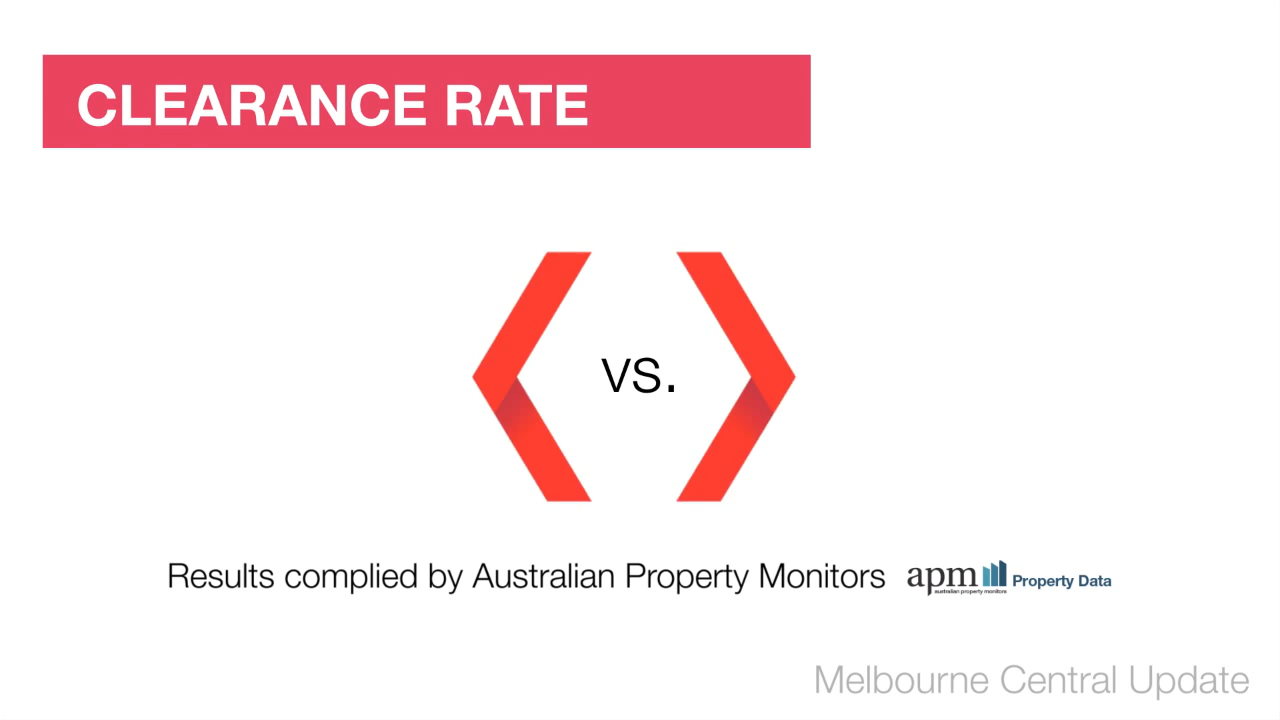 CLEARANCE RATE
vs.
Results complied by Australian Property Monitors apm Property Data
australian property monitors
Melbourne Central Update